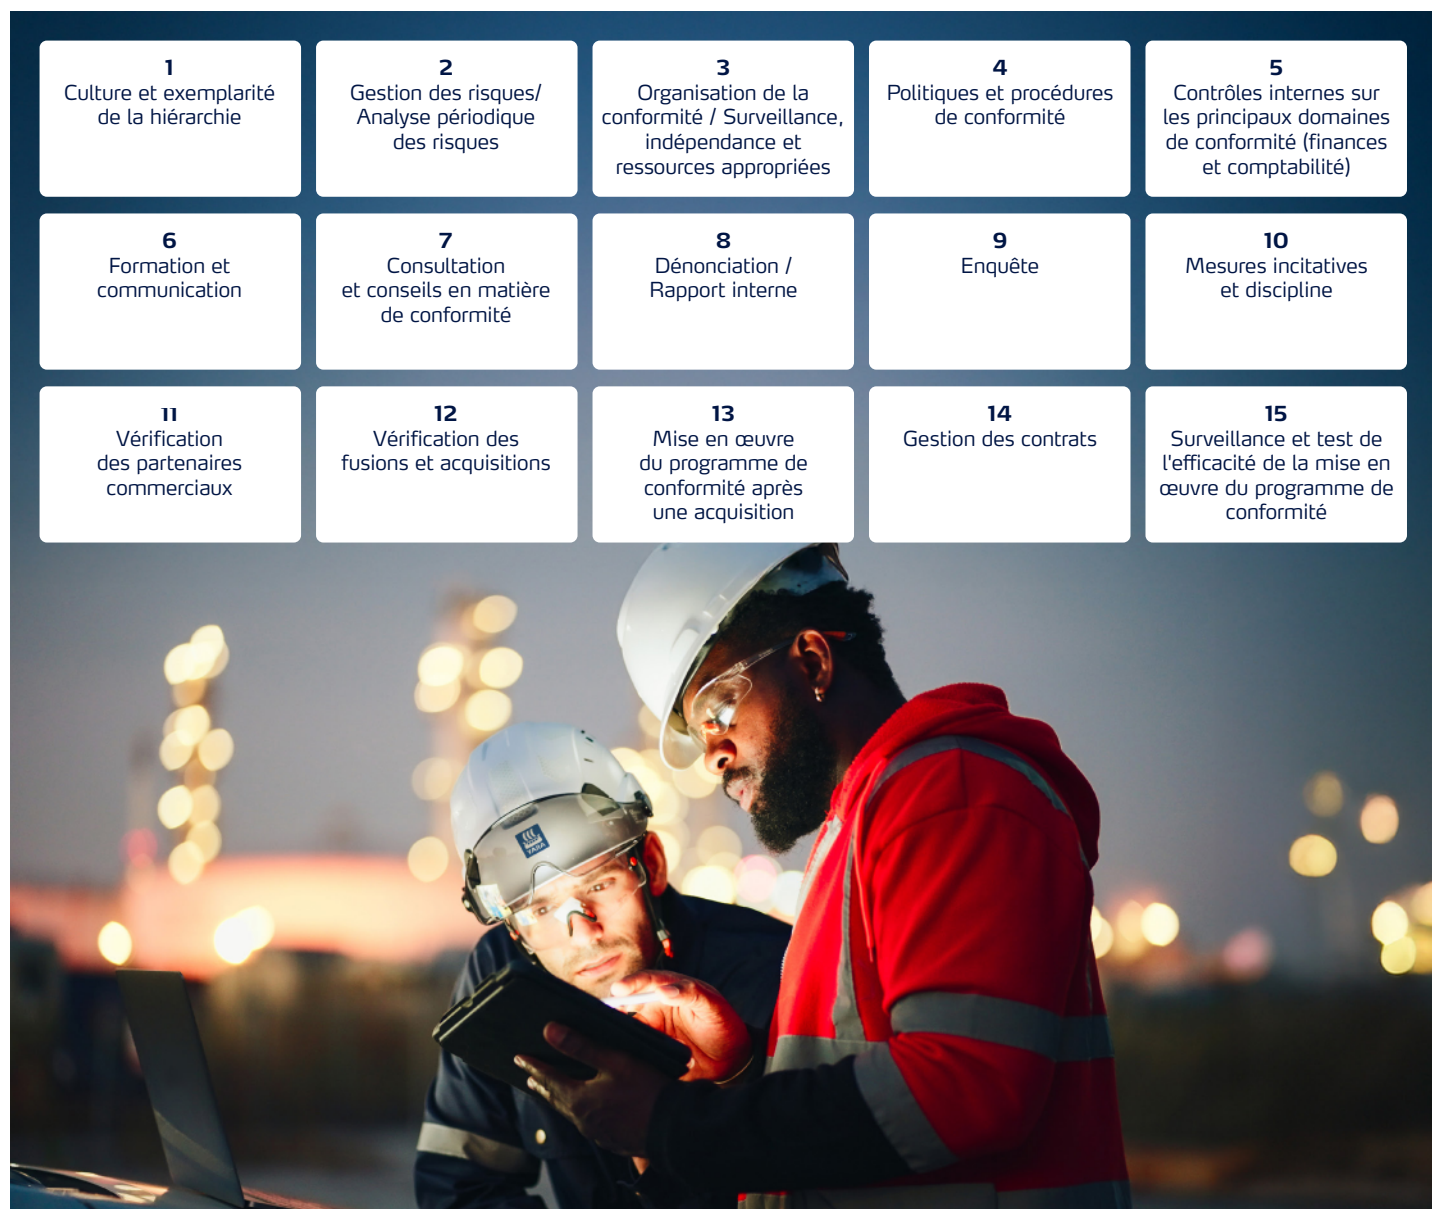 1
Culture et exemplarité
de la hiérarchie
2
Gestion des risques/
Analyse périodique
des risques
3
Organisation de la
conformité / Surveillance,
indépendance et
ressources appropriées
4
Politiques et procédures
de conformité
5
Contrôles internes sur
les principaux domaines
de conformité (finances
et comptabilité)
6
Formation et
communication
7
Consultation
et conseils en matière
de conformité
8
Dénonciation /
Rapport interne
9
Enquête
10
Mesures incitatives
et discipline
11
Vérification
des partenaires
commerciaux
12
Vérification des
fusions et acquisitions
13
Mise en œuvre
du programme de
conformité après
une acquisition
14
Gestion des contrats
15
Surveillance et test de
l'efficacité de la mise en
œuvre du programme de
conformité
YARA